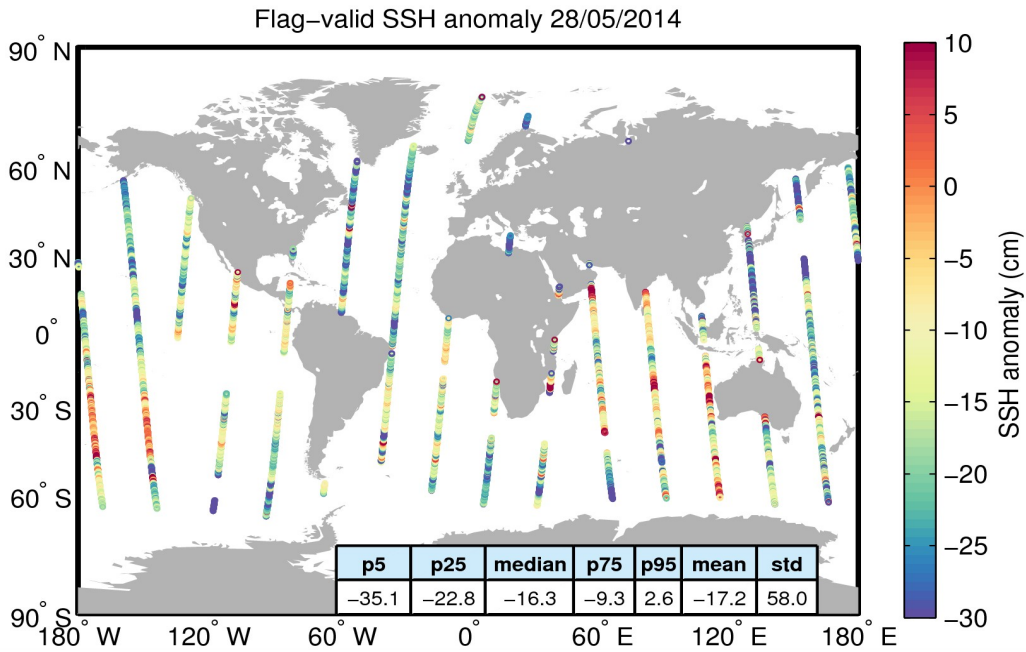 Flag−valid SSH anomaly 28/05/2014
90° N
60° N
30° N
0°
30° S
60° S
90° S
180° W
120° W
60° W
0°
60° E
120° E
180° E
p5 p25 median p75 p95 mean std
−35.1 −22.8 −16.3 −9.3 2.6 −17.2 58.0
10
5
0
−5
−10
−15
−20
−25
−30
SSH anomaly (cm)